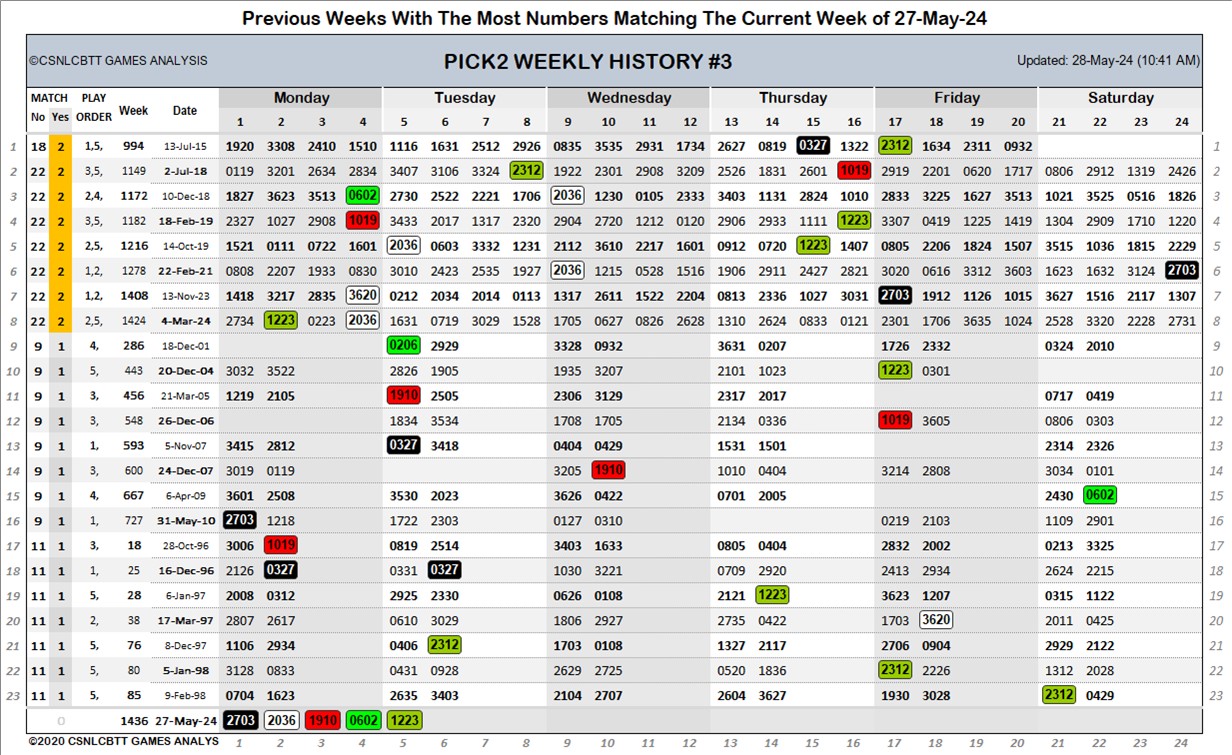 Previous Weeks With The Most Numbers Matching The Current Week of 27-May-24
©CSNLCBTT GAMES ANALYSIS PICK2 WEEKLY HISTORY #3 Updated: 28-May-24 (10:41 AM)
MATCH PLAY Week Date Monday Tuesday Wednesday Thursday Friday Saturday
No Yes ORDER 1 2 3 4 5 6 7 8 9 10 11 12 13 14 15 16 17 18 19 20 21 22 23 24
1 18 2 1,5, 994 13-Jul-15 1920 3308 2410 1510 1116 1631 2512 2926 0835 3535 2931 1734 2627 0819 0327 1322 2312 1634 2311 0932 1
2 22 2 3,5, 1149 2-Jul-18 0119 3201 2634 2834 3407 3106 3324 2312 1922 2301 2908 3209 2526 1831 2601 1019 2919 2201 0620 1717 0806 2912 1319 2426 2
3 22 2 2,4, 1172 10-Dec-18 1827 3623 3513 0602 2730 2522 2221 1706 2036 1230 0105 2333 3403 1131 2824 1010 2833 3225 1627 3513 1021 3525 0516 1826 3
4 22 2 3,5, 1182 18-Feb-19 2327 1027 2908 1019 3433 2017 1317 2320 2904 2720 1212 0120 2906 2933 3111 1223 3307 0419 1225 1419 1304 2909 1710 1220 4
5 22 2 2,5, 1216 14-Oct-19 1521 0111 0722 1601 2036 0603 3332 1231 2112 3610 2217 1601 0912 0720 1223 1407 0805 2206 1824 1507 3515 1036 1815 2229 5
6 22 2 1,2, 1278 22-Feb-21 0808 2207 1933 0830 3010 2423 2535 1927 2036 1215 0528 1516 1906 2911 2427 2821 3020 0616 3312 3603 1623 1632 3124 2703 6
7 22 2 1,2, 1408 13-Nov-23 1418 3217 2835 3620 0212 2034 2014 0113 1317 2611 1522 2204 0813 2336 1027 3031 2703 1912 1126 1015 3627 1516 2117 1307 7
8 22 2 2,5, 1424 4-Mar-24 2734 1223 0223 2036 1631 0719 3029 1528 1705 0627 0826 2628 1310 2624 0833 0121 2301 1706 3635 1024 2528 3320 2228 2731 8
9 9 1 4, 286 18-Dec-01 0206 2929 3328 0932 3631 0207 1726 2332 0324 2010 9
10 9 1 5, 443 20-Dec-04 3032 3522 2826 1905 1935 3207 2101 1023 1223 0301 10
11 9 1 3, 456 21-Mar-05 1219 2105 1910 2505 2306 3129 2317 2017 0717 0419 11
12 9 1 3, 548 26-Dec-06 1834 3534 1708 1705 2134 0336 1019 3605 0806 0303 12
13 9 1 1, 593 5-Nov-07 3415 2812 0327 3418 0404 0429 1531 1501 2314 2326 13
14 9 1 3, 600 24-Dec-07 3019 0119 3205 1910 1010 0404 3214 2808 3034 0101 14
15 9 1 4, 667 6-Apr-09 3601 2508 3530 2023 3626 0422 0701 2005 2430 0602 15
16 9 1 1, 727 31-May-10 2703 1218 1722 2303 0127 0310 0219 2103 1109 2901 16
17 11 1 3, 18 28-Oct-96 3006 1019 0819 2514 3403 1633 0805 0404 2832 2002 0213 3325 17
18 11 1 1, 25 16-Dec-96 2126 0327 0331 0327 1030 3221 0709 2920 2413 2934 2624 2215 18
19 11 1 5, 28 6-Jan-97 2008 0312 2925 2330 0626 0108 2121 1223 3623 1207 0315 1122 19
20 11 1 2, 38 17-Mar-97 2807 2617 0610 3029 1806 2927 2735 0422 1703 3620 2011 0425 20
21 11 1 5, 76 8-Dec-97 1106 2934 0406 2312 1703 0108 1327 2117 2706 0904 2929 2122 21
22 11 1 5, 80 5-Jan-98 3128 0833 0431 0928 2629 2725 0520 1836 2312 2226 1312 2028 22
23 11 1 5, 85 9-Feb-98 0704 1623 2635 3403 2104 2707 2604 3627 1930 3028 2312 0429 23
0 1436 27-May-24 2703 2036 1910 0602 1223
©2020 CSNLCBTT GAMES ANALYS 1 2 3 4 5 6 7 8 9 10 11 12 13 14 15 16 17 18 19 20 21 22 23 24